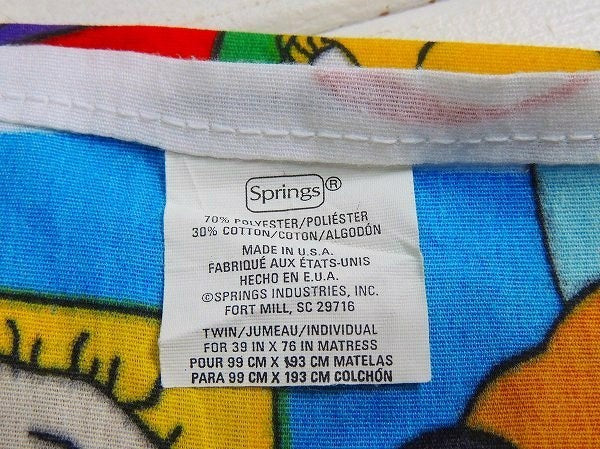 Springs®
70% POLYESTER/POLIÉSTER
30% COTTON/COTON/ALGODÓN
MADE IN U.S.A.
FABRIQUÉ AUX ÉTATS-UNIS
HECHO EN E.U.A.
©SPRINGS INDUSTRIES, INC.
FORT MILL, SC 29716
TWIN/JUMEAU/INDIVIDUAL
FOR 39 IN X 76 IN MATRESS
POUR 99 CM X 193 CM MATELAS
PARA 99 CM X 193 CM COLCHÓN